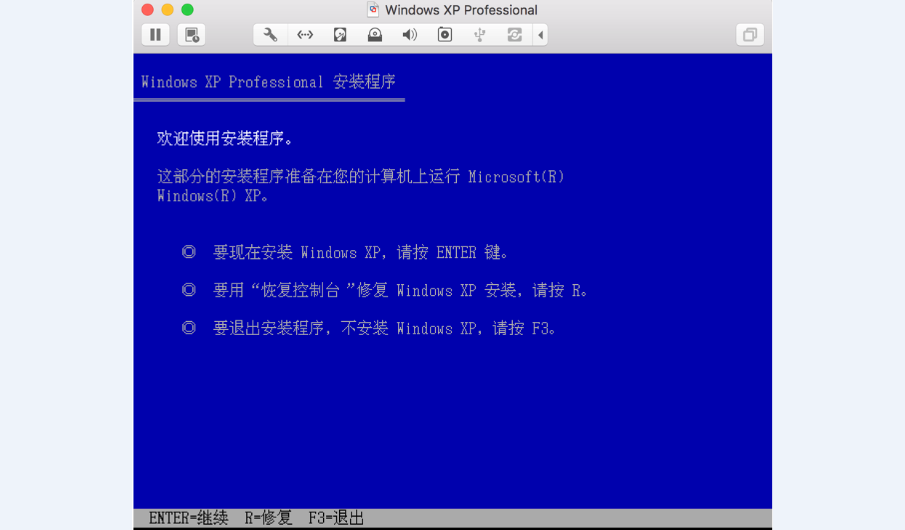 Windows XP Professional
Windows XP Professional 安装程序
欢迎使用安装程序。
这部分的安装程序准备在您的计算机上运行 Microsoft(R)
Windows(R) XP。
◎ 要现在安装 Windows XP，请按 ENTER 键。
◎ 要用“恢复控制台”修复 Windows XP 安装，请按 R。
◎ 要退出安装程序，不安装 Windows XP，请按 F3。
ENTER=继续 R=修复 F3=退出